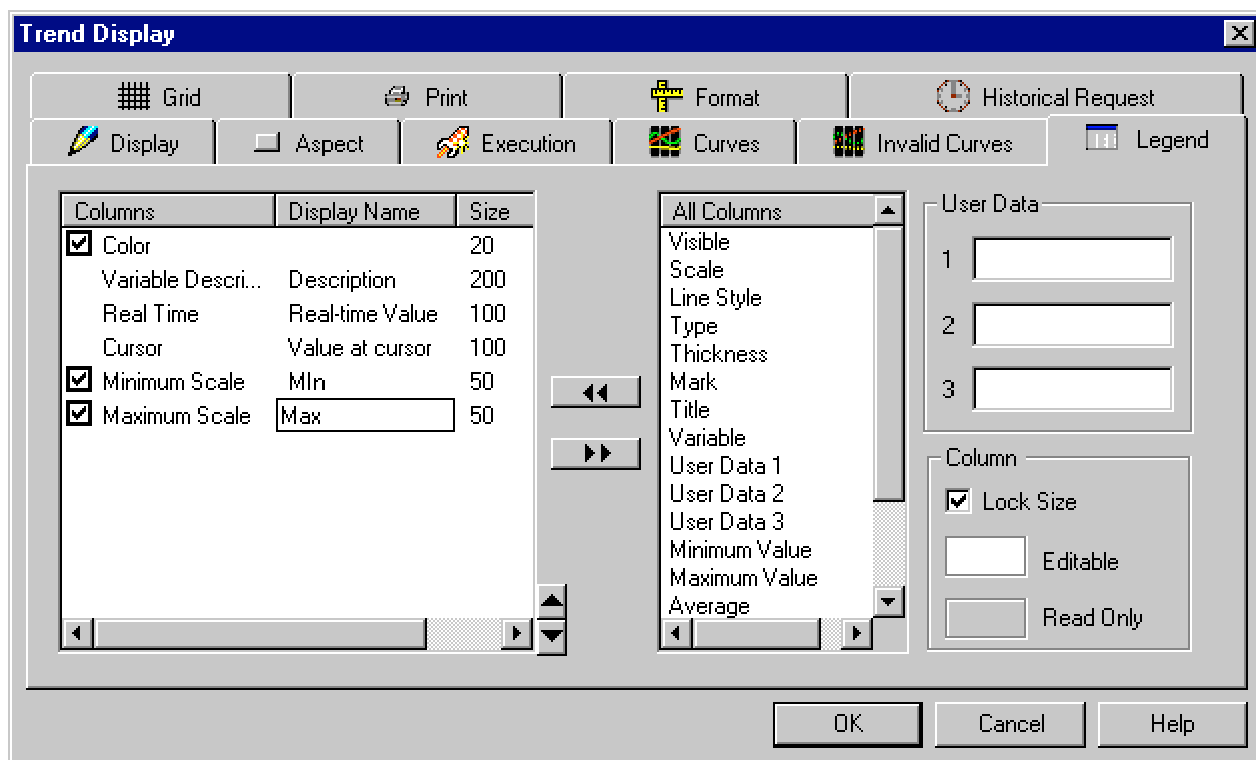 Trend Display
Grid
Print
Format
Historical Request
Display
Aspect
Execution
Curves
Invalid Curves
Legend
Columns Display Name Size
Color 20
Variable Descri... Description 200
Real Time Real-time Value 100
Cursor Value at cursor 100
Minimum Scale MIn 50
Maximum Scale Max 50
All Columns
Visible
Scale
Line Style
Type
Thickness
Mark
Title
Variable
User Data 1
User Data 2
User Data 3
Minimum Value
Maximum Value
Average
User Data
1
2
3
Column
Lock Size
Editable
Read Only
OK
Cancel
Help